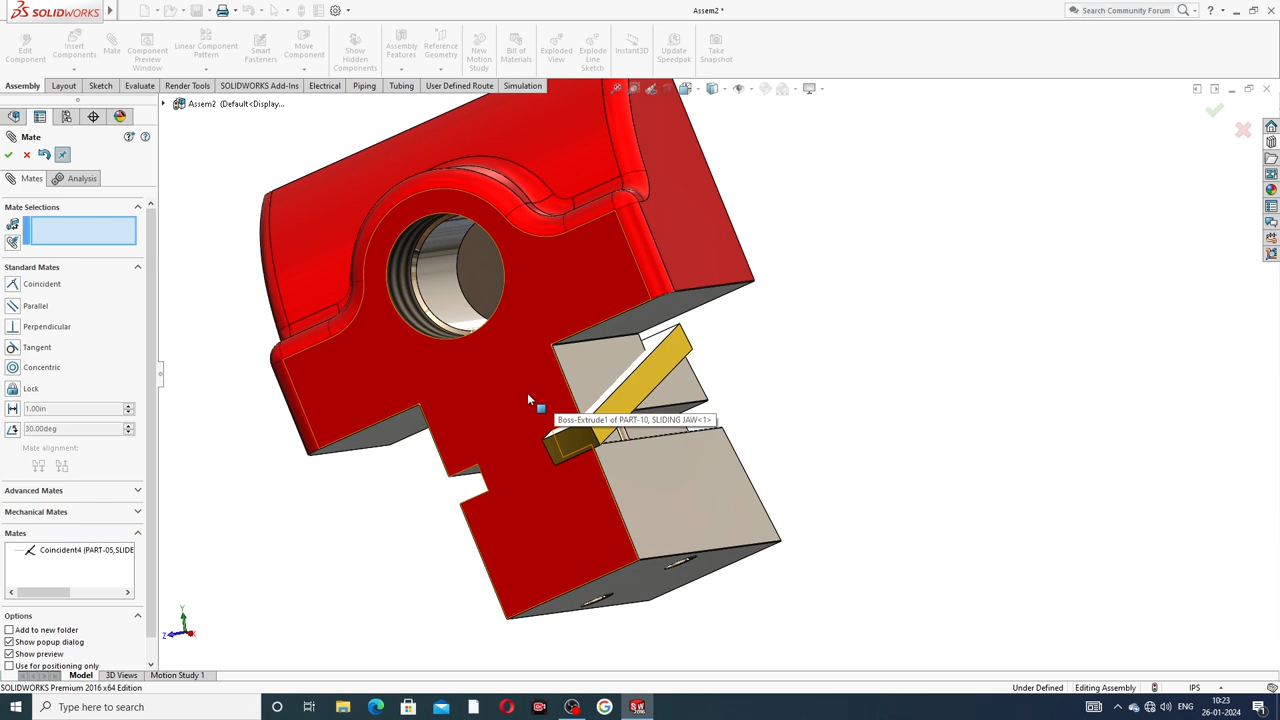 SOLIDWORKS
Assem2 *
Search Community Forum
Edit Component
Insert Components
Mate
Component Preview Window
Linear Component Pattern
Smart Fasteners
Move Component
Show Hidden Components
Assembly Features
Reference Geometry
New Motion Study
Bill of Materials
Exploded View
Explode Line Sketch
Instant3D
Update Speedpak
Take Snapshot
Assembly Layout Sketch Evaluate Render Tools SOLIDWORKS Add-Ins Electrical Piping Tubing User Defined Route Simulation
Assem2 (Default<Display...
Mate
Mates Analysis
Mate Selections
Standard Mates
Coincident
Parallel
Perpendicular
Tangent
Concentric
Lock
1.00in
30.00deg
Mate alignment:
Advanced Mates
Mechanical Mates
Mates
Coincident4 (PART-05,SLIDE
Options
Add to new folder
Show popup dialog
Show preview
Use for positioning only
Boss-Extrude1 of PART-10, SLIDING JAW<1>
Y
Z
X
Model 3D Views Motion Study 1
SOLIDWORKS Premium 2016 x64 Edition
Under Defined Editing Assembly IPS
Type here to search
ENG
10:23
26-01-2024